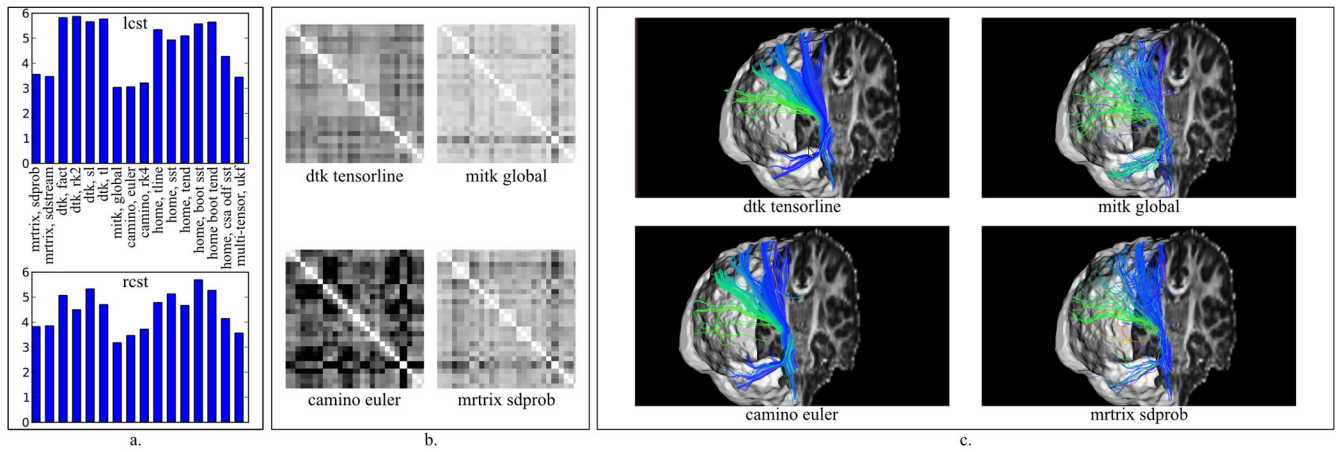 6
5
4
3
2
1
0
lcst
mrtrix, sdprob
mrtrix, sdstream
dtk, fact
dtk, rk2
dtk, sl
dtk, tl
mitk, global
camino, euler
camino, rk4
home, tline
home, sst
home, tend
home, boot sst
home boot tend
home, csa odf sst
multi-tensor, ukf
6
5
4
3
2
1
0
rcst
a.
dtk tensorline
mitk global
camino euler
mrtrix sdprob
b.
dtk tensorline
mitk global
camino euler
mrtrix sdprob
c.